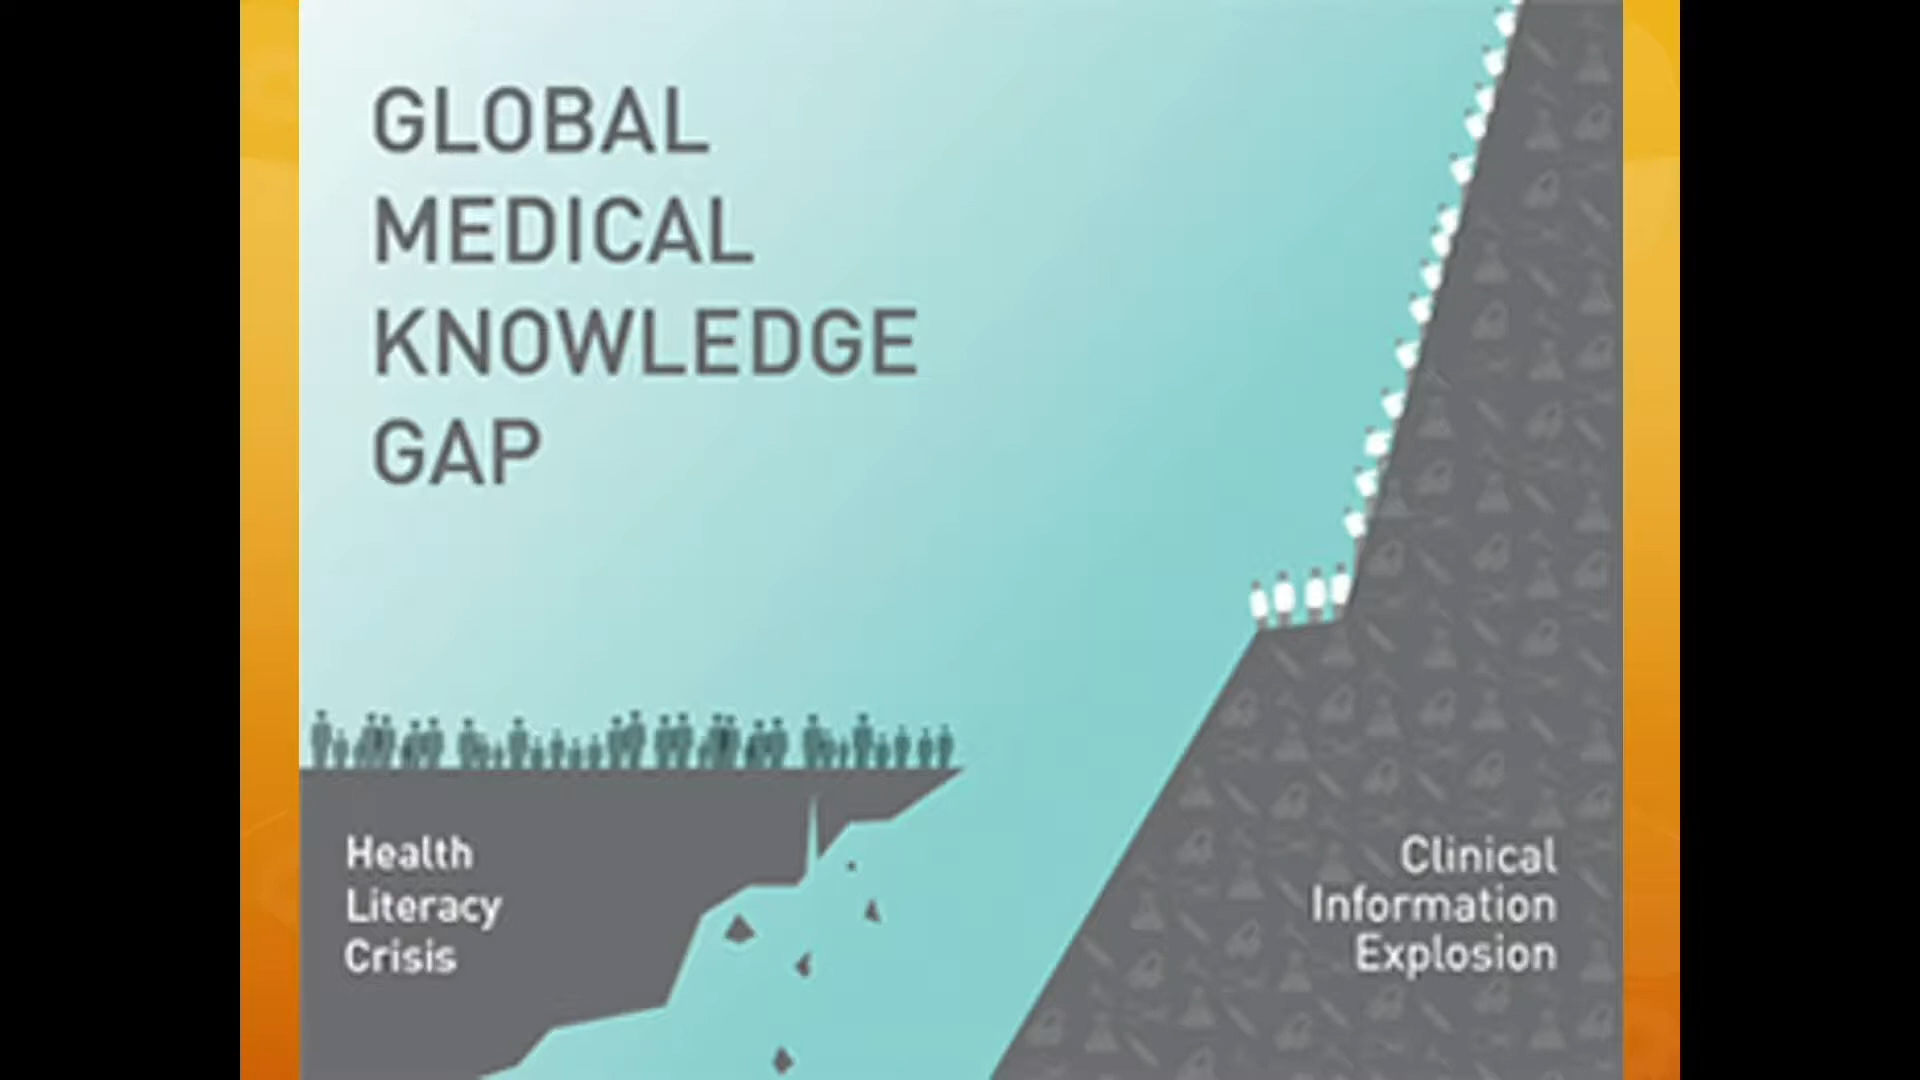 GLOBAL
MEDICAL
KNOWLEDGE
GAP
Health
Literacy
Crisis
Clinical
Information
Explosion